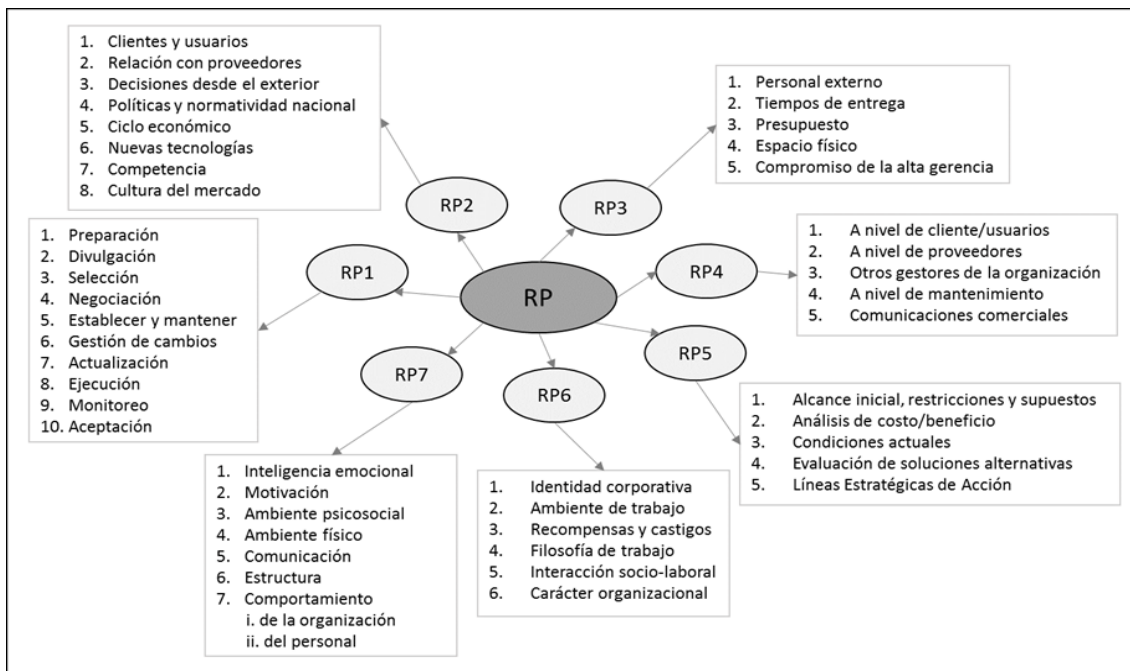 1. Clientes y usuarios
2. Relación con proveedores
3. Decisiones desde el exterior
4. Políticas y normatividad nacional
5. Ciclo económico
6. Nuevas tecnologías
7. Competencia
8. Cultura del mercado
1. Personal externo
2. Tiempos de entrega
3. Presupuesto
4. Espacio físico
5. Compromiso de la alta gerencia
RP2
RP3
1. Preparación
2. Divulgación
3. Selección
4. Negociación
5. Establecer y mantener
6. Gestión de cambios
7. Actualización
8. Ejecución
9. Monitoreo
10. Aceptación
RP1
RP
RP4
1. A nivel de cliente/usuarios
2. A nivel de proveedores
3. Otros gestores de la organización
4. A nivel de mantenimiento
5. Comunicaciones comerciales
RP7
RP6
RP5
1. Inteligencia emocional
2. Motivación
3. Ambiente psicosocial
4. Ambiente físico
5. Comunicación
6. Estructura
7. Comportamiento
i. de la organización
ii. del personal
1. Identidad corporativa
2. Ambiente de trabajo
3. Recompensas y castigos
4. Filosofía de trabajo
5. Interacción socio-laboral
6. Carácter organizacional
1. Alcance inicial, restricciones y supuestos
2. Análisis de costo/beneficio
3. Condiciones actuales
4. Evaluación de soluciones alternativas
5. Líneas Estratégicas de Acción